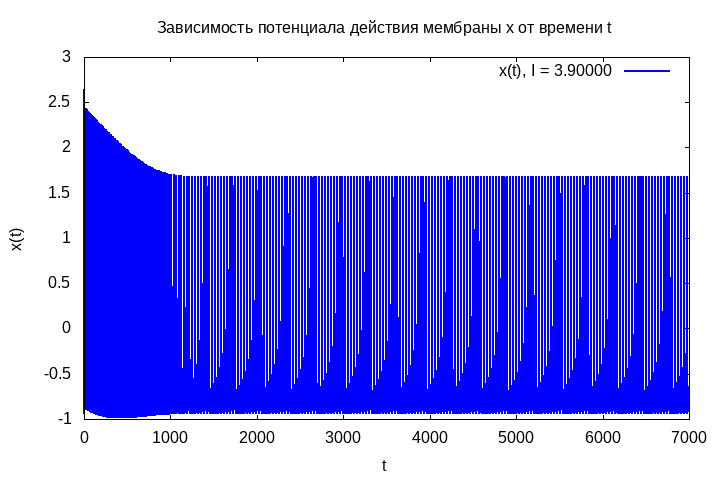 Зависимость потенциала действия мембраны x от времени t
x(t), I = 3.90000
3
2.5
2
1.5
1
0.5
0
-0.5
-1
x(t)
0 1000 2000 3000 4000 5000 6000 7000
t